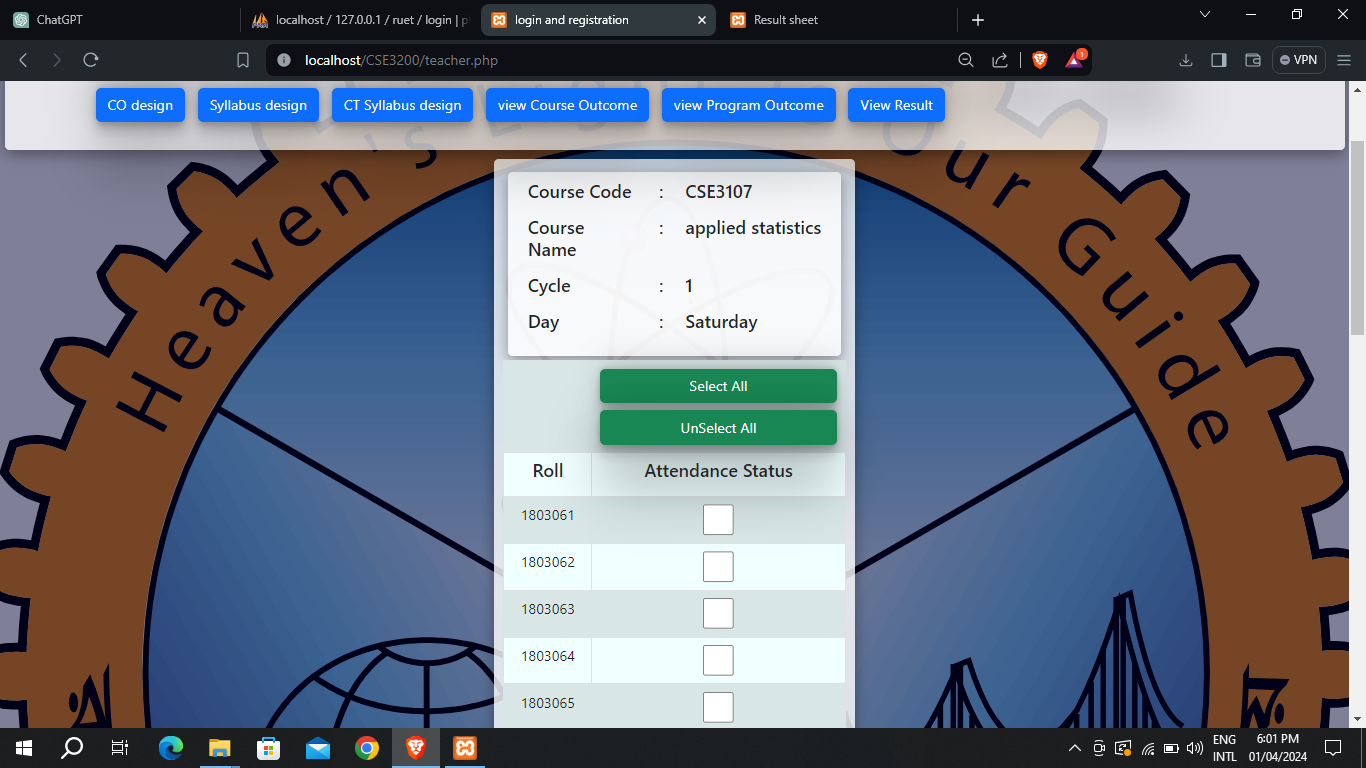 ChatGPT
localhost / 127.0.0.1 / ruet / login | p
login and registration
Result sheet
localhost/CSE3200/teacher.php
1
VPN
CO design
Syllabus design
CT Syllabus design
view Course Outcome
view Program Outcome
View Result
Heaven's Light is Our Guide
Course Code : CSE3107
Course Name : applied statistics
Cycle : 1
Day : Saturday
Select All
UnSelect All
Roll Attendance Status
1803061
1803062
1803063
1803064
1803065
ENG
INTL
6:01 PM
01/04/2024